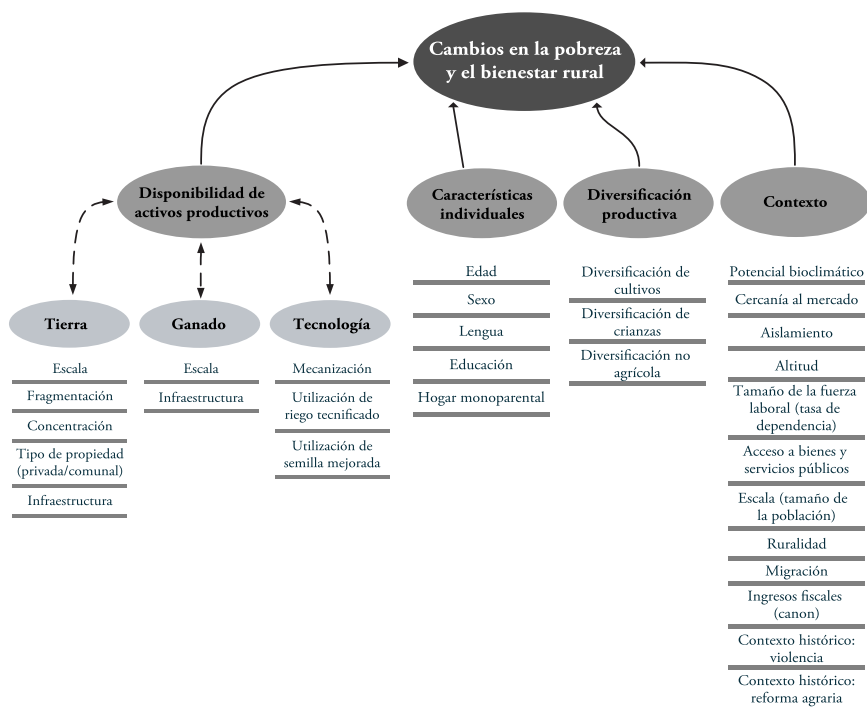 Cambios en la pobreza
y el bienestar rural
Disponibilidad de
activos productivos
Características
individuales
Diversificación
productiva
Contexto
Tierra
Ganado
Tecnología
Escala
Fragmentación
Concentración
Tipo de propiedad
(privada/comunal)
Infraestructura
Escala
Infraestructura
Mecanización
Utilización de
riego tecnificado
Utilización de
semilla mejorada
Edad
Sexo
Lengua
Educación
Hogar monoparental
Diversificación de
cultivos
Diversificación de
crianzas
Diversificación no
agrícola
Potencial bioclimático
Cercanía al mercado
Aislamiento
Altitud
Tamaño de la fuerza
laboral (tasa de
dependencia)
Acceso a bienes y
servicios públicos
Escala (tamaño de
la población)
Ruralidad
Migración
Ingresos fiscales
(canon)
Contexto histórico:
violencia
Contexto histórico:
reforma agraria